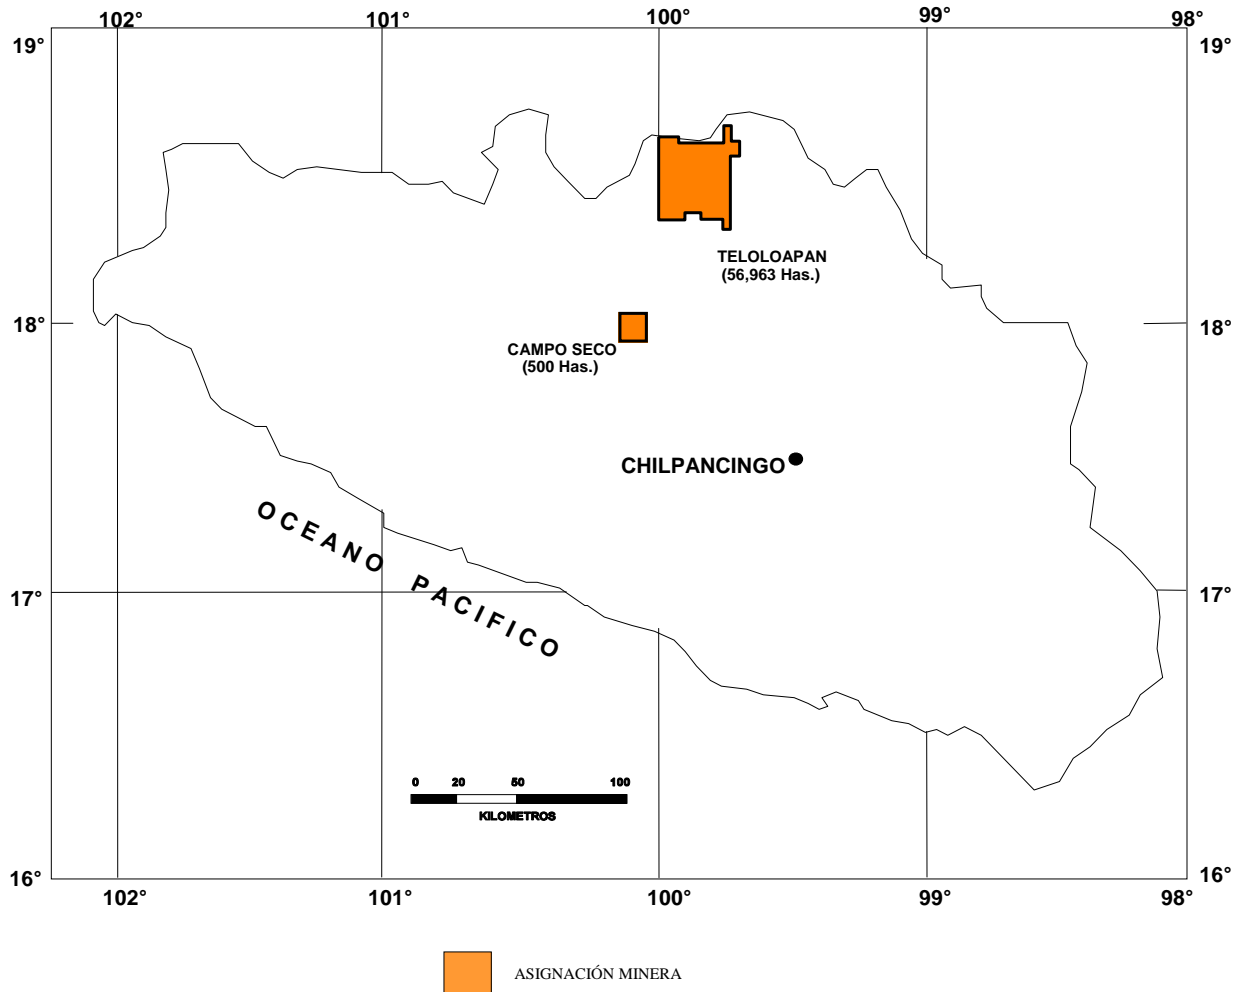 102° 101° 100° 99° 98°
19° 19°
TELOLOAPAN
(56,963 Has.)
18° 18°
CAMPO SECO
(500 Has.)
CHILPANCINGO
OCEANO PACIFICO
17° 17°
0 20 50 100
KILOMETROS
16° 16°
102° 101° 100° 99° 98°
ASIGNACIÓN MINERA